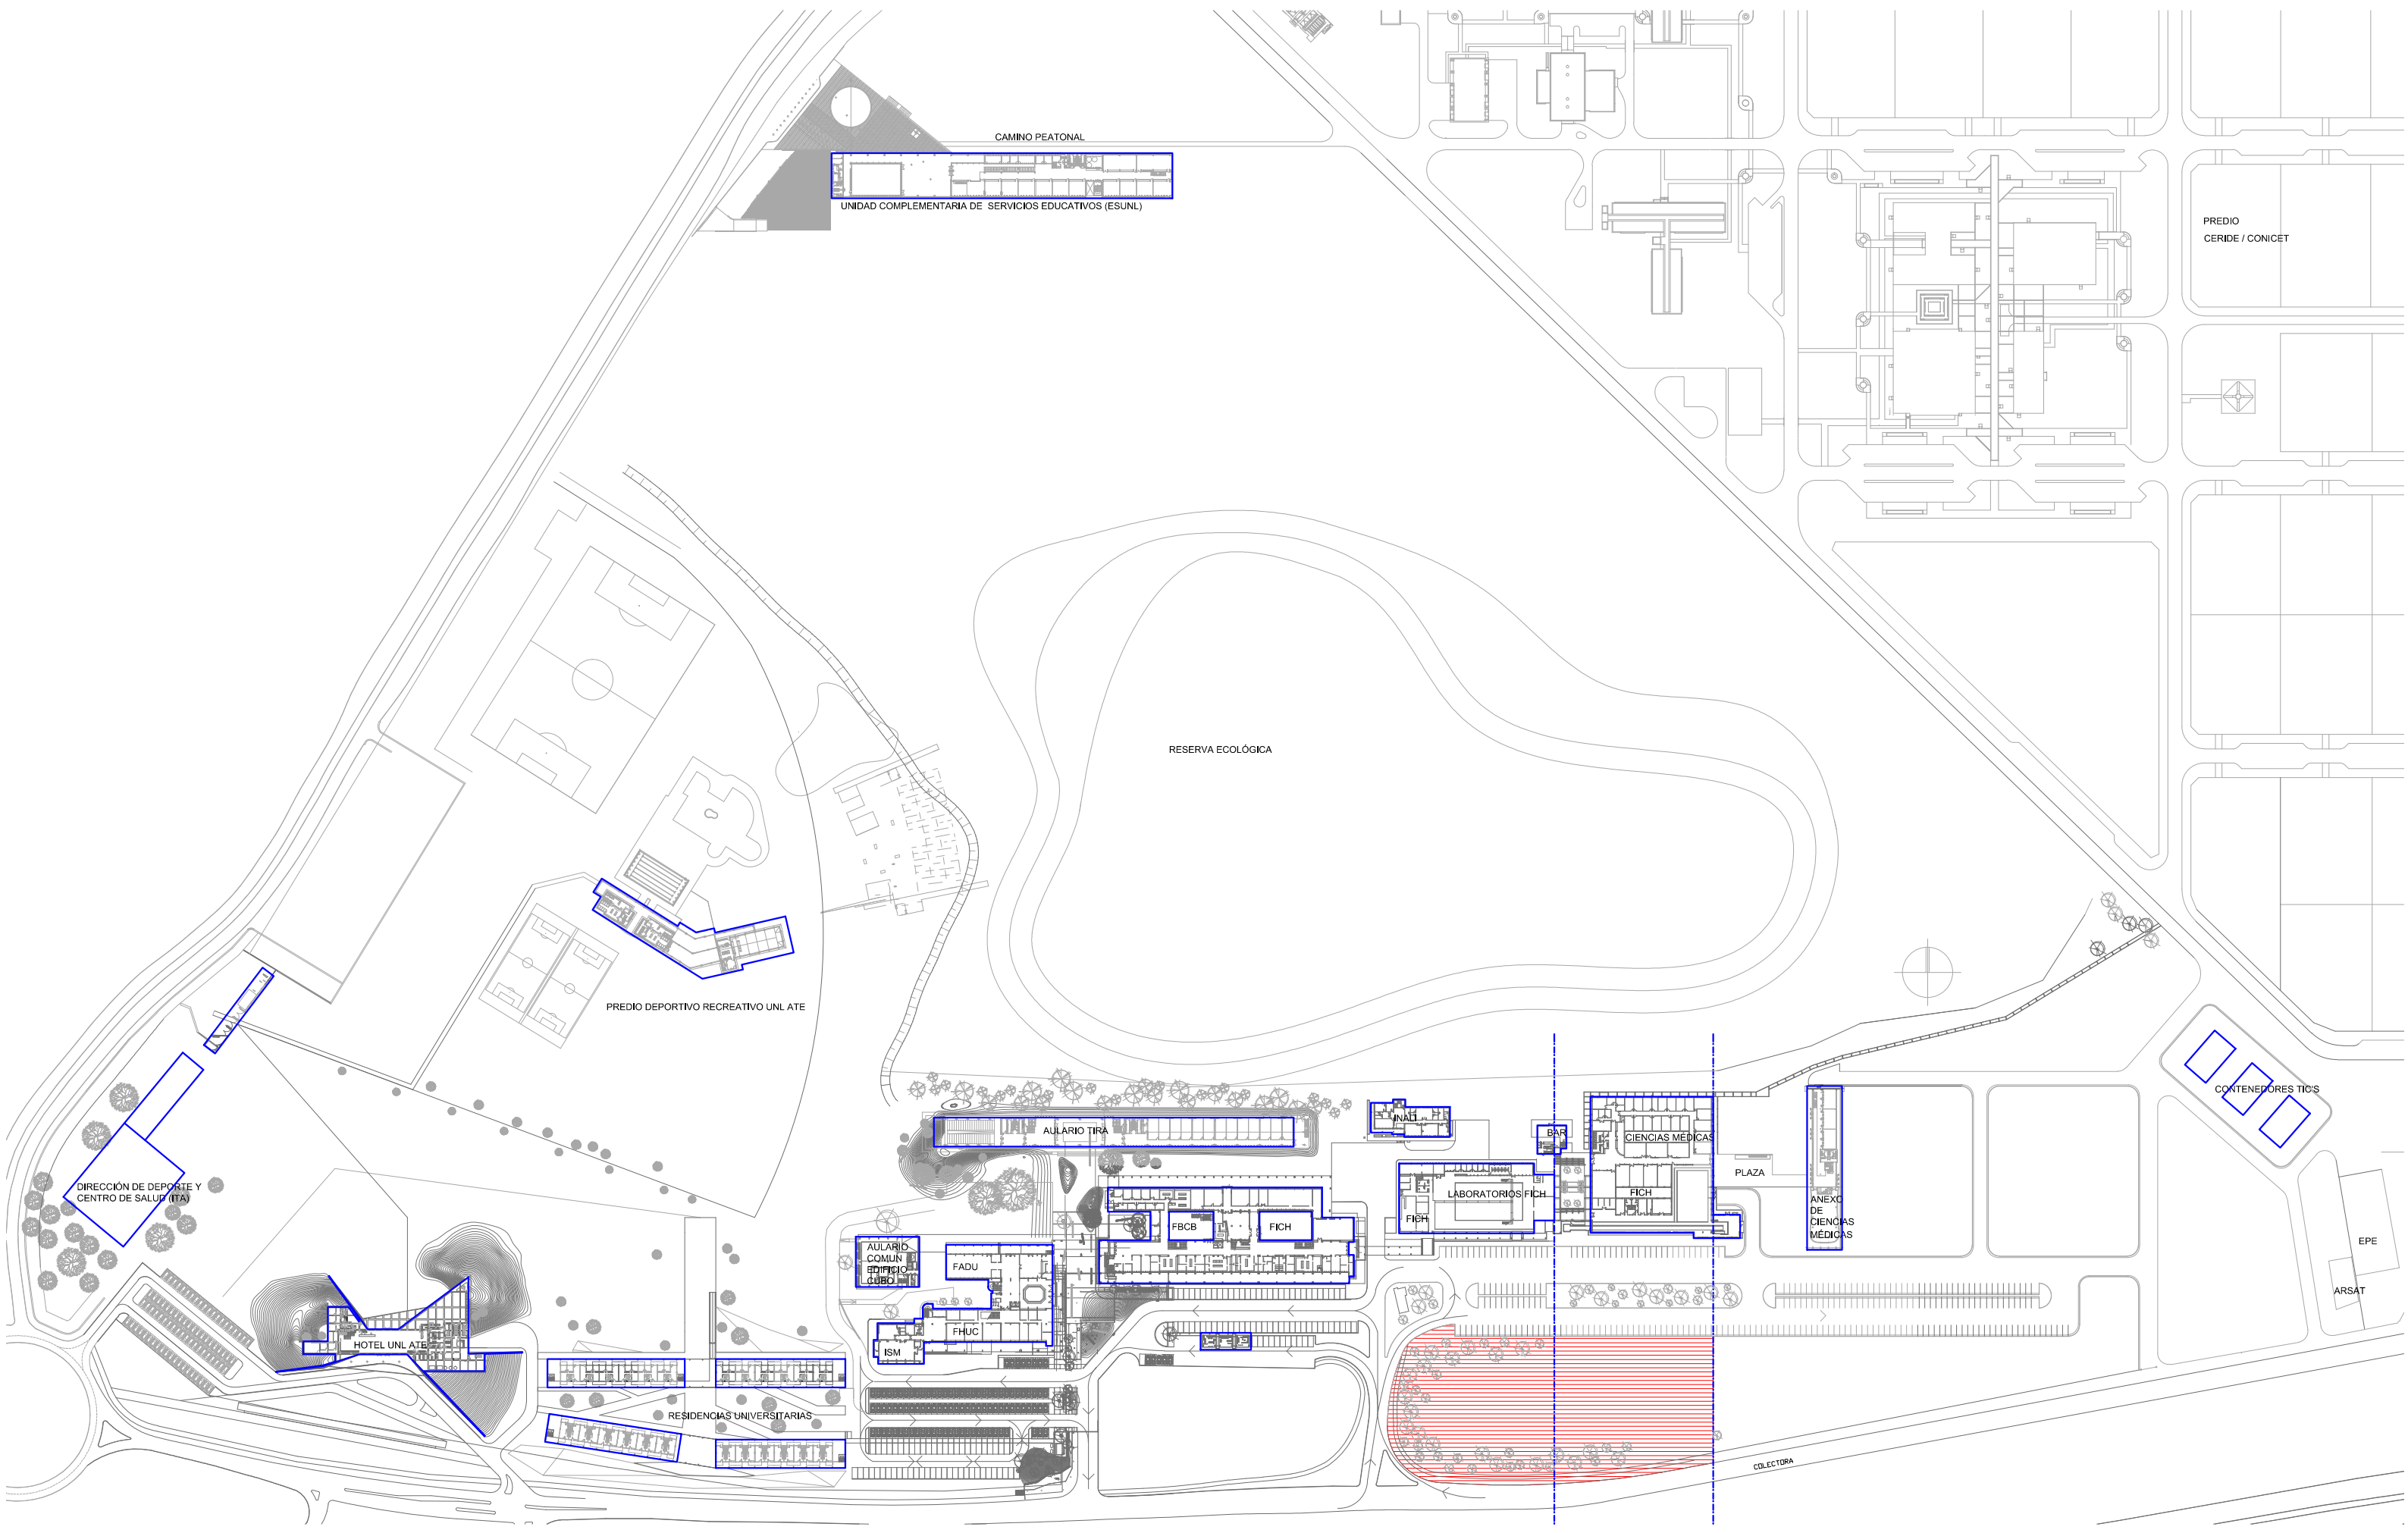 CAMINO PEATONAL
UNIDAD COMPLEMENTARIA DE SERVICIOS EDUCATIVOS (ESUNL)
PREDIO
CERIDE / CONICET
RESERVA ECOLÓGICA
PREDIO DEPORTIVO RECREATIVO UNL ATE
CONTENEDORES TIC'S
AULARIO TIRA
INALI
BAR
CIENCIAS MÉDICAS
PLAZA
DIRECCIÓN DE DEPORTE Y
CENTRO DE SALUD (ITA)
LABORATORIOS FICH
FICH
FICH
ANEXO
DE
CIENCIAS
MÉDICAS
FBCB
FICH
AULARIO
COMUN
EDIFICIO
CUBO
FADU
EPE
ARSAT
FHUC
ISM
HOTEL UNL ATE
RESIDENCIAS UNIVERSITARIAS
COLECTORA